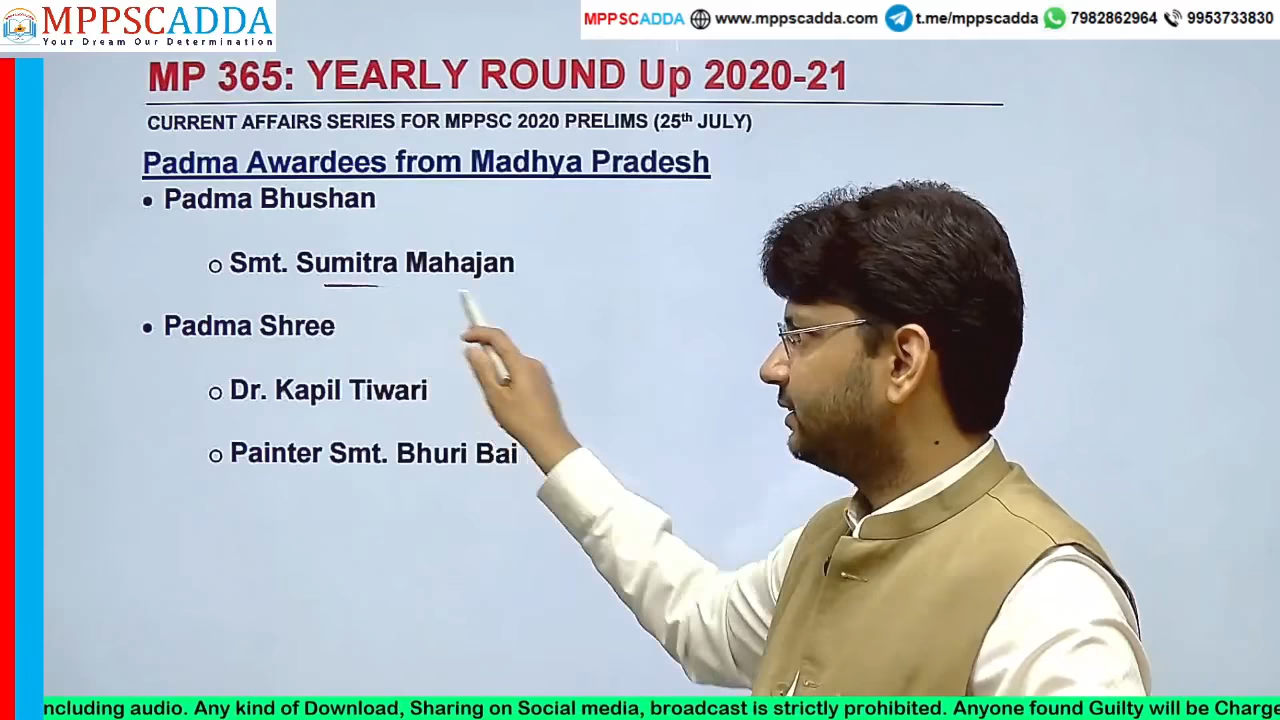 MPPSCADDA
Your Dream Our Determination
MPPSCADDA www.mppscadda.com t.me/mppscadda 7982862964 9953733830
MP 365: YEARLY ROUND Up 2020-21
CURRENT AFFAIRS SERIES FOR MPPSC 2020 PRELIMS (25th JULY)
Padma Awardees from Madhya Pradesh
• Padma Bhushan
o Smt. Sumitra Mahajan
• Padma Shree
o Dr. Kapil Tiwari
o Painter Smt. Bhuri Bai
ncluding audio. Any kind of Download, Sharing on Social media, broadcast is strictly prohibited. Anyone found Guilty will be Charge